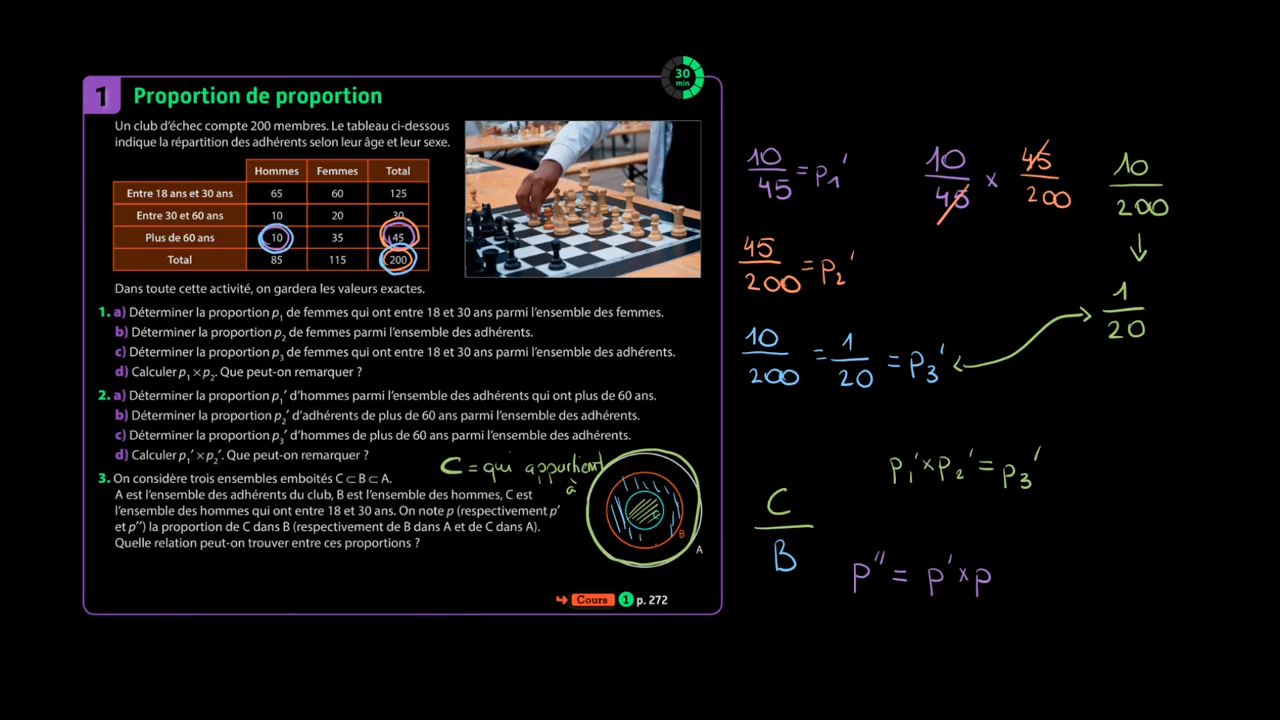 30
min
1 Proportion de proportion
Un club d'échec compte 200 membres. Le tableau ci-dessous
indique la répartition des adhérents selon leur âge et leur sexe.
Hommes Femmes Total
Entre 18 ans et 30 ans 65 60 125
Entre 30 et 60 ans 10 20 30
Plus de 60 ans 10 35 45
Total 85 115 200
Dans toute cette activité, on gardera les valeurs exactes.
1. a) Déterminer la proportion p₁ de femmes qui ont entre 18 et 30 ans parmi l'ensemble des femmes.
b) Déterminer la proportion p₂ de femmes parmi l'ensemble des adhérents.
c) Déterminer la proportion p₃ de femmes qui ont entre 18 et 30 ans parmi l'ensemble des adhérents.
d) Calculer p₁ × p₂. Que peut-on remarquer ?
2. a) Déterminer la proportion p₁′ d'hommes parmi l'ensemble des adhérents qui ont plus de 60 ans.
b) Déterminer la proportion p₂′ d'adhérents de plus de 60 ans parmi l'ensemble des adhérents.
c) Déterminer la proportion p₃′ d'hommes de plus de 60 ans parmi l'ensemble des adhérents.
d) Calculer p₁′ × p₂′. Que peut-on remarquer ?
3. On considère trois ensembles emboités C ⊂ B ⊂ A.
A est l'ensemble des adhérents du club, B est l'ensemble des hommes, C est
l'ensemble des hommes qui ont entre 18 et 30 ans. On note p (respectivement p′
et p″) la proportion de C dans B (respectivement de B dans A et de C dans A).
Quelle relation peut-on trouver entre ces proportions ?
⊂ = qui appartient
à
C
B
A
Cours 1 p. 272
10/45 = p₁′
45/200 = p₂′
10/200 = 1/20 = p₃′
10/45 × 45/200
10/200
↓
1/20
p₁′ × p₂′ = p₃′
C/B
p″ = p′ × p